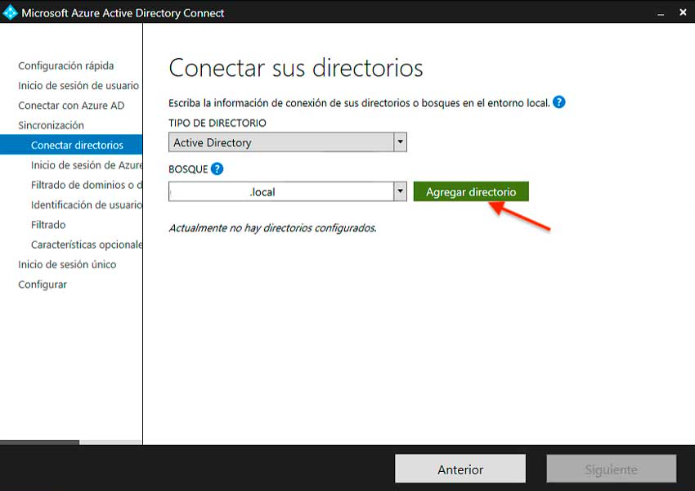 Microsoft Azure Active Directory Connect
Configuración rápida
Inicio de sesión de usuario
Conectar con Azure AD
Sincronización
Conectar directorios
Inicio de sesión de Azure
Filtrado de dominios o d
Identificación de usuario
Filtrado
Características opcionale
Inicio de sesión único
Configurar
Conectar sus directorios
Escriba la información de conexión de sus directorios o bosques en el entorno local. ?
TIPO DE DIRECTORIO
Active Directory
BOSQUE ?
.local
Agregar directorio
Actualmente no hay directorios configurados.
Anterior
Siguiente